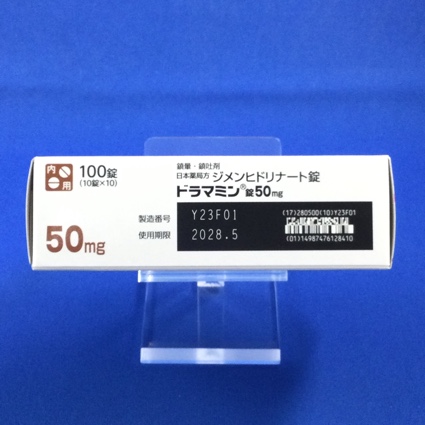 内用
100錠
(10錠×10)
50mg
鎮暈・鎮吐剤
日本薬局方 ジメンヒドリナート錠
ドラマミン®錠50mg
製造番号 Y23F01
使用期限 2028.5
(17)280500(10)Y23F01
(01)14987476128410